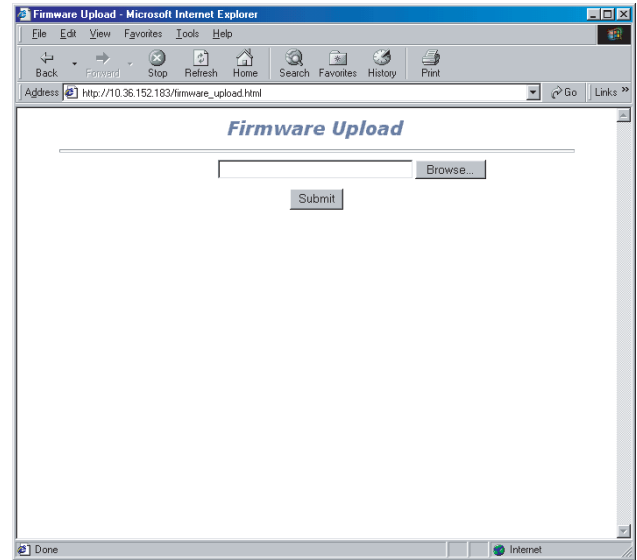 Firmware Upload - Microsoft Internet Explorer
File Edit View Favorites Tools Help
Back Forward Stop Refresh Home Search Favorites History Print
Address http://10.36.152.183/firmware_upload.html Go Links »
Firmware Upload
Browse...
Submit
Done Internet